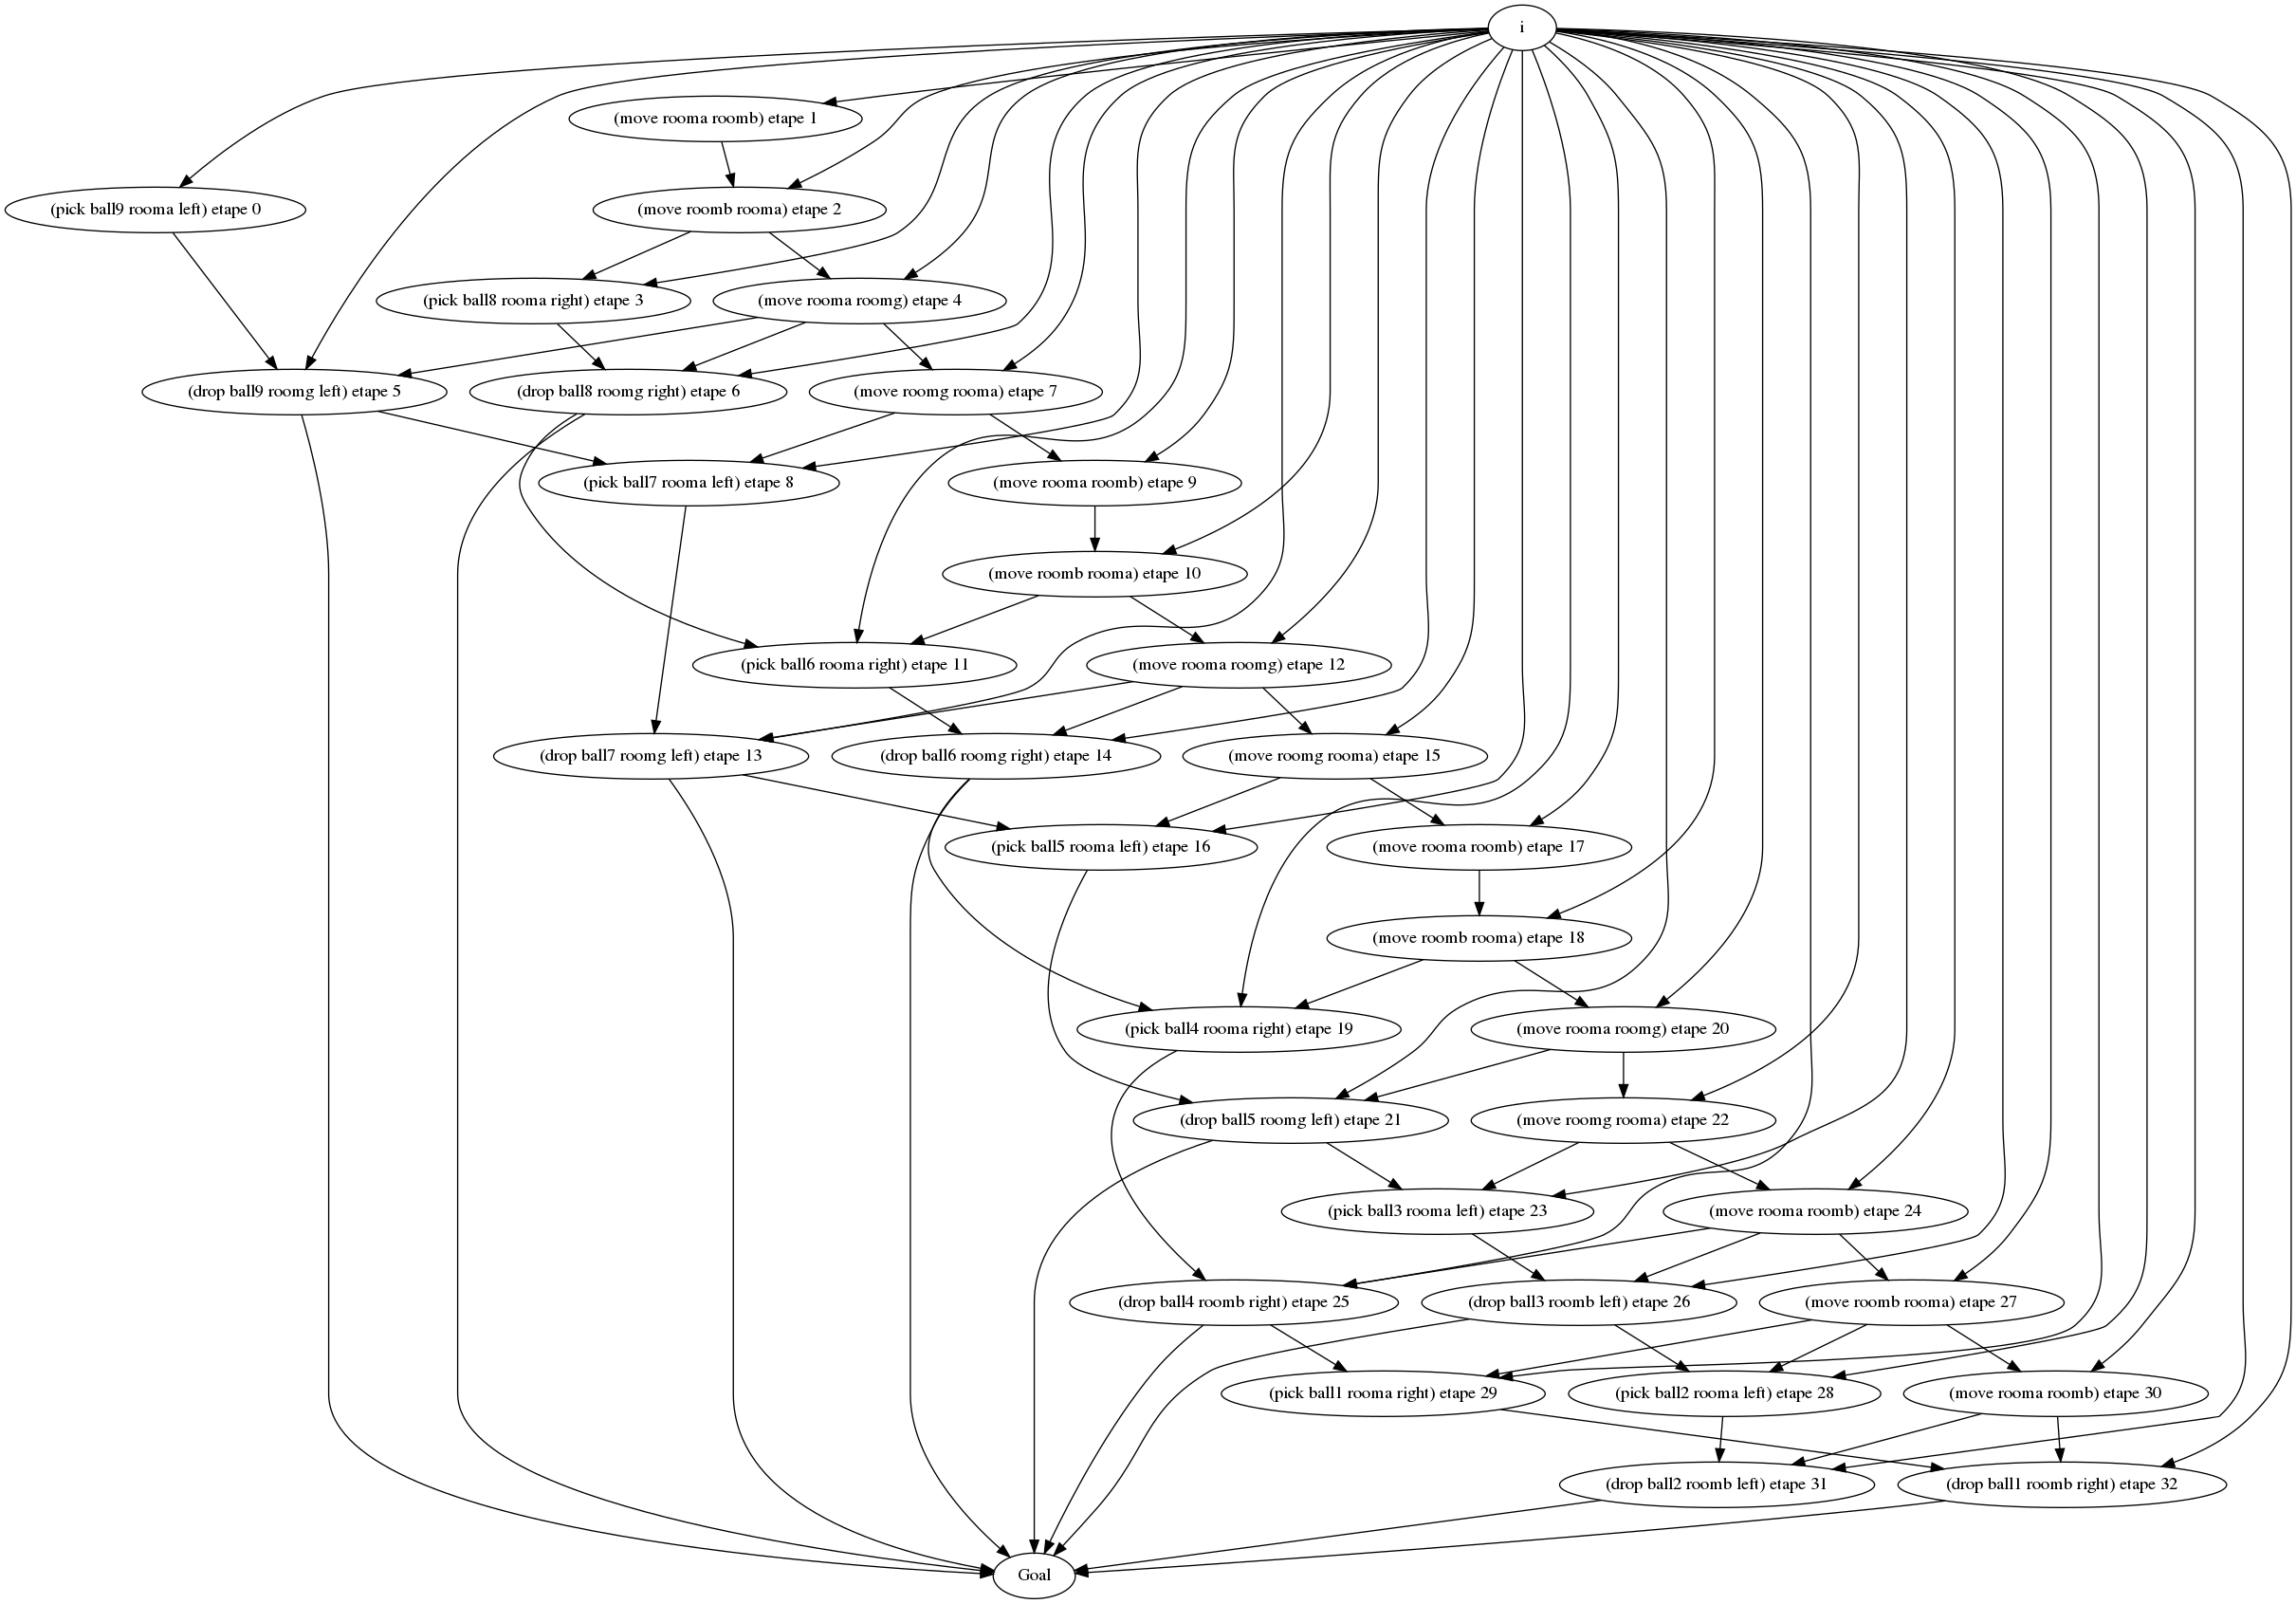 i
(move rooma roomb) etape 1
(pick ball9 rooma left) etape 0
(move roomb rooma) etape 2
(pick ball8 rooma right) etape 3
(move rooma roomg) etape 4
(drop ball9 roomg left) etape 5
(drop ball8 roomg right) etape 6
(move roomg rooma) etape 7
(pick ball7 rooma left) etape 8
(move rooma roomb) etape 9
(move roomb rooma) etape 10
(pick ball6 rooma right) etape 11
(move rooma roomg) etape 12
(drop ball7 roomg left) etape 13
(drop ball6 roomg right) etape 14
(move roomg rooma) etape 15
(pick ball5 rooma left) etape 16
(move rooma roomb) etape 17
(move roomb rooma) etape 18
(pick ball4 rooma right) etape 19
(move rooma roomg) etape 20
(drop ball5 roomg left) etape 21
(move roomg rooma) etape 22
(pick ball3 rooma left) etape 23
(move rooma roomb) etape 24
(drop ball4 roomb right) etape 25
(drop ball3 roomb left) etape 26
(move roomb rooma) etape 27
(pick ball1 rooma right) etape 29
(pick ball2 rooma left) etape 28
(move rooma roomb) etape 30
(drop ball2 roomb left) etape 31
(drop ball1 roomb right) etape 32
Goal